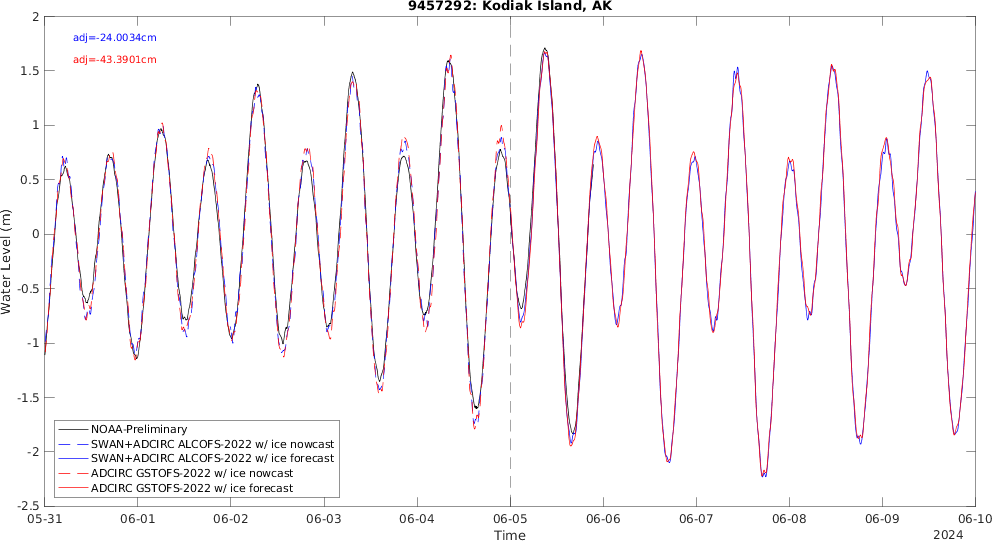 9457292: Kodiak Island, AK
adj=-24.0034cm
adj=-43.3901cm
2
1.5
1
0.5
0
-0.5
-1
-1.5
-2
-2.5
Water Level (m)
NOAA-Preliminary
SWAN+ADCIRC ALCOFS-2022 w/ ice nowcast
SWAN+ADCIRC ALCOFS-2022 w/ ice forecast
ADCIRC GSTOFS-2022 w/ ice nowcast
ADCIRC GSTOFS-2022 w/ ice forecast
05-31 06-01 06-02 06-03 06-04 06-05 06-06 06-07 06-08 06-09 06-10
Time
2024